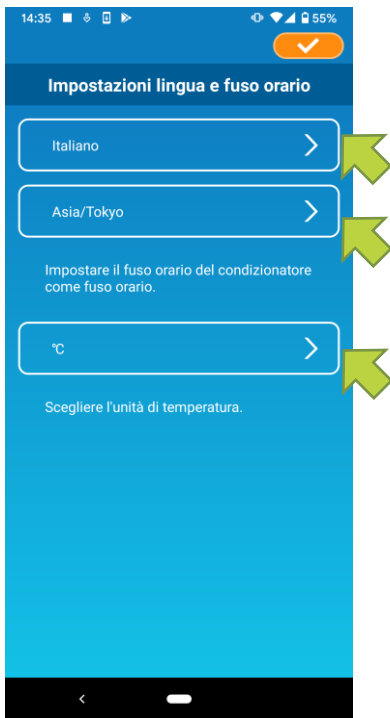 14:35 55%
Impostazioni lingua e fuso orario
Italiano
Asia/Tokyo
Impostare il fuso orario del condizionatore
come fuso orario.
℃
Scegliere l'unità di temperatura.